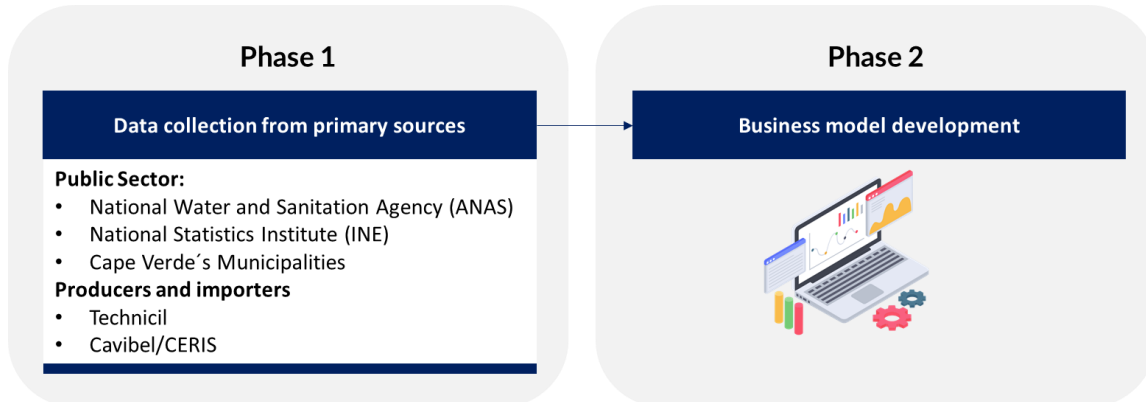 Phase 1
Data collection from primary sources
Public Sector:
• National Water and Sanitation Agency (ANAS)
• National Statistics Institute (INE)
• Cape Verde´s Municipalities
Producers and importers
• Technicil
• Cavibel/CERIS
Phase 2
Business model development